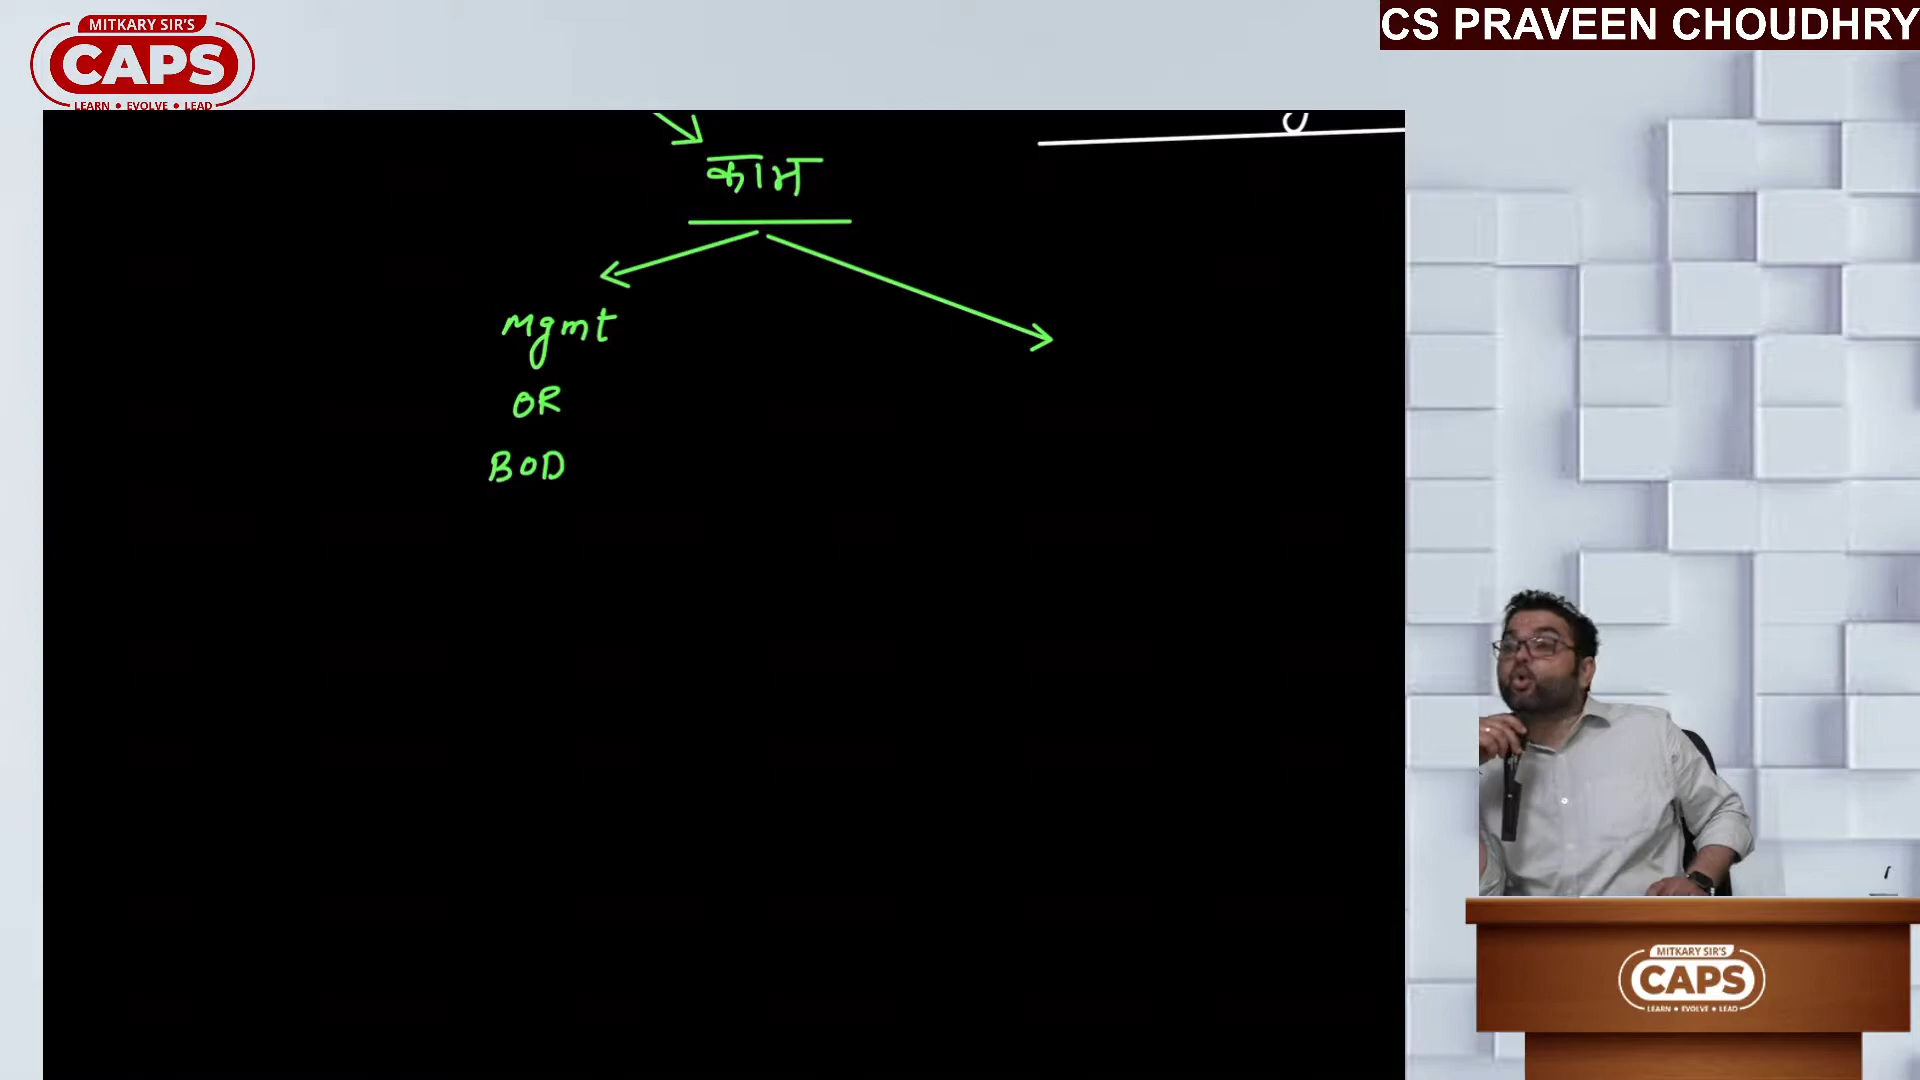 MITKARY SIR'S
CAPS
LEARN • EVOLVE • LEAD
CS PRAVEEN CHOUDHRY
काम
Mgmt
OR
BOD
MITKARY SIR'S
CAPS
LEARN • EVOLVE • LEAD